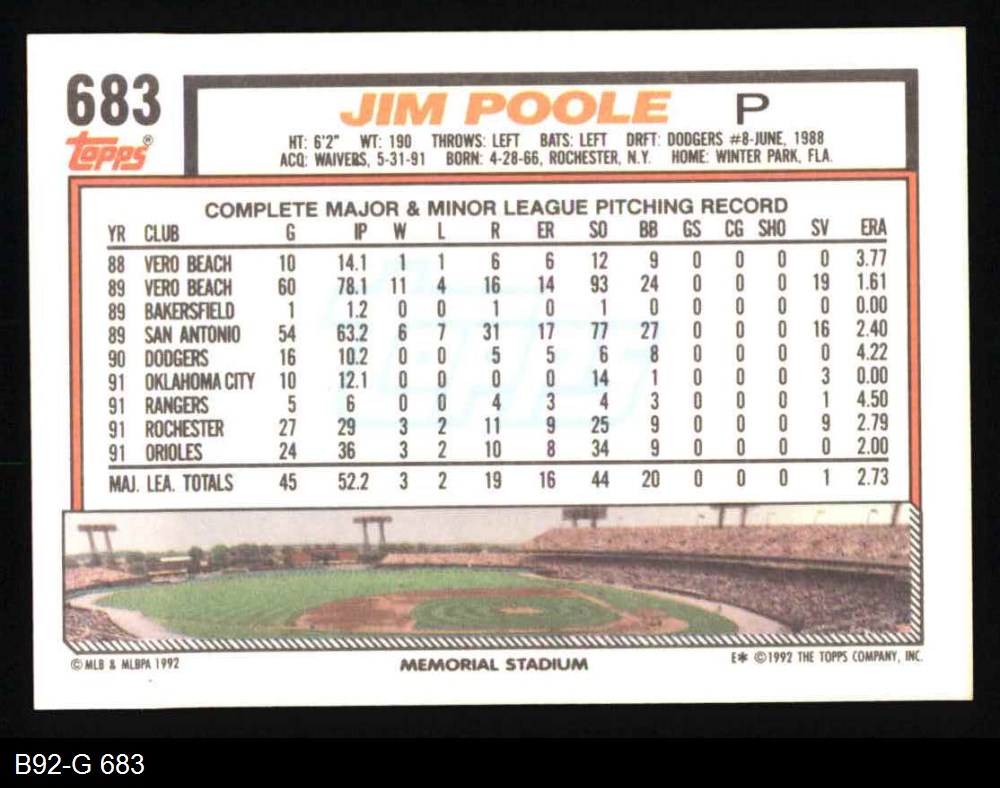 683
Topps®
JIM POOLE P
HT: 6'2" WT: 190 THROWS: LEFT BATS: LEFT DRFT: DODGERS #8-JUNE, 1988
ACQ: WAIVERS, 5-31-91 BORN: 4-28-66, ROCHESTER, N.Y. HOME: WINTER PARK, FLA.
COMPLETE MAJOR & MINOR LEAGUE PITCHING RECORD
YR CLUB G IP W L R ER SO BB GS CG SHO SV ERA
88 VERO BEACH 10 14.1 1 1 6 6 12 9 0 0 0 0 3.77
89 VERO BEACH 60 78.1 11 4 16 14 93 24 0 0 0 19 1.61
89 BAKERSFIELD 1 1.2 0 0 1 0 1 0 0 0 0 0 0.00
89 SAN ANTONIO 54 63.2 6 7 31 17 77 27 0 0 0 16 2.40
90 DODGERS 16 10.2 0 0 5 5 6 8 0 0 0 0 4.22
91 OKLAHOMA CITY 10 12.1 0 0 0 0 14 1 0 0 0 3 0.00
91 RANGERS 5 6 0 0 4 3 4 3 0 0 0 1 4.50
91 ROCHESTER 27 29 3 2 11 9 25 9 0 0 0 9 2.79
91 ORIOLES 24 36 3 2 10 8 34 9 0 0 0 0 2.00
MAJ. LEA. TOTALS 45 52.2 3 2 19 16 44 20 0 0 0 1 2.73
TOPPS
© MLB & MLBPA 1992 MEMORIAL STADIUM E* ©1992 THE TOPPS COMPANY, INC.
B92-G 683